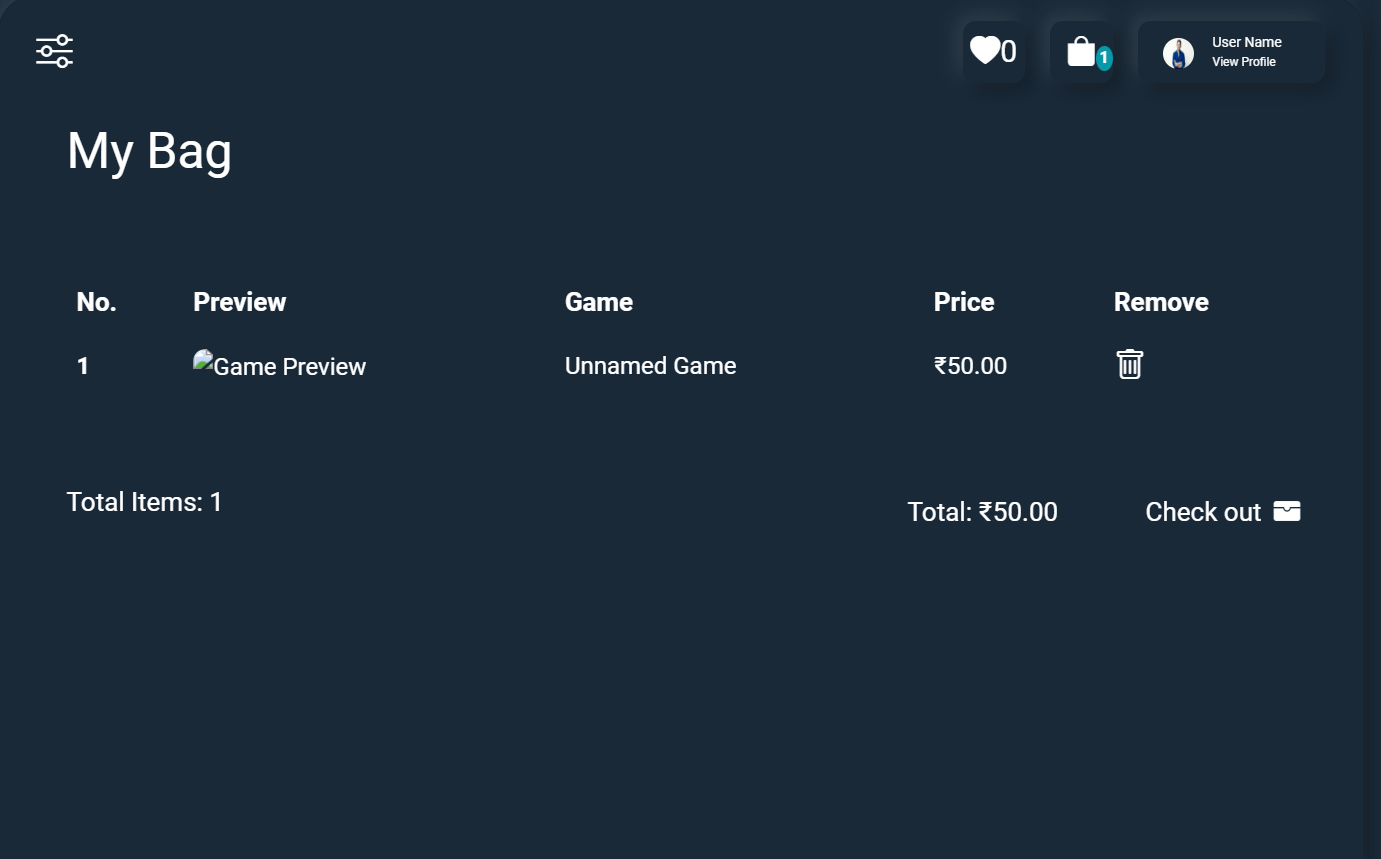 0
1
User Name
View Profile
My Bag
No. Preview Game Price Remove
1 Game Preview Unnamed Game ₹50.00
Total Items: 1
Total: ₹50.00 Check out